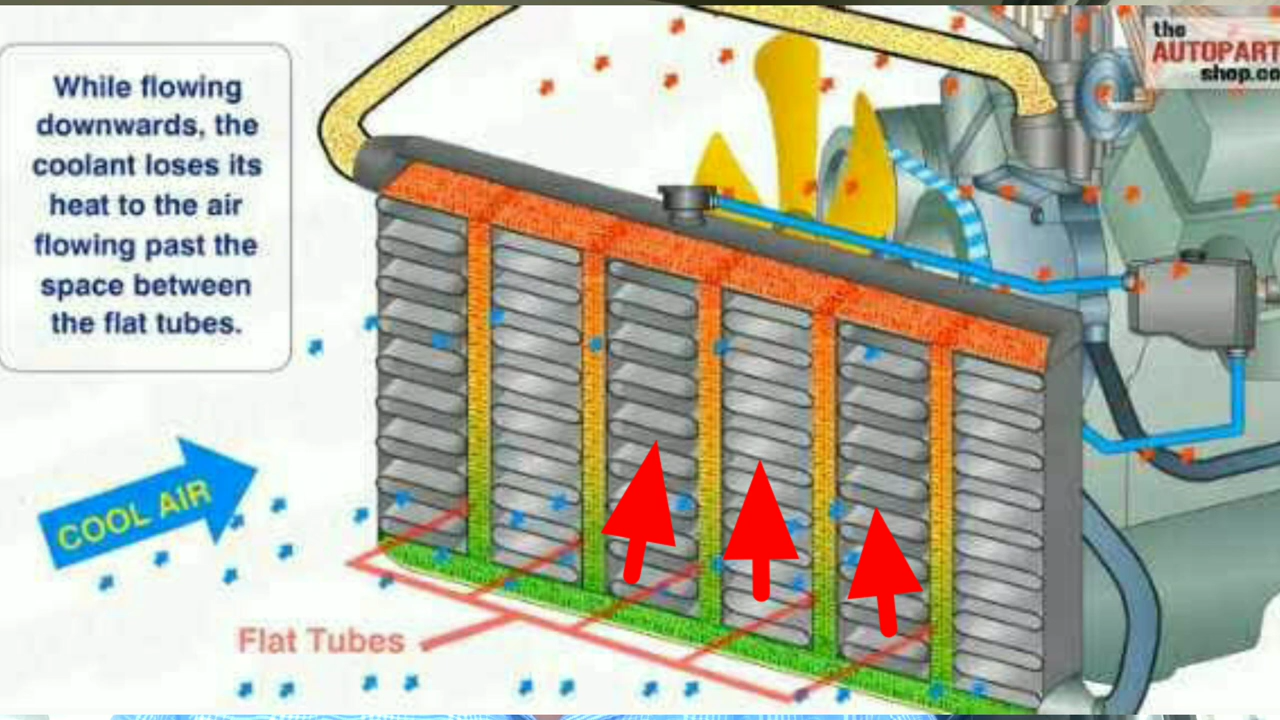 the
AUTOPART
shop.co
While flowing
downwards, the
coolant loses its
heat to the air
flowing past the
space between
the flat tubes.
COOL AIR
Flat Tubes